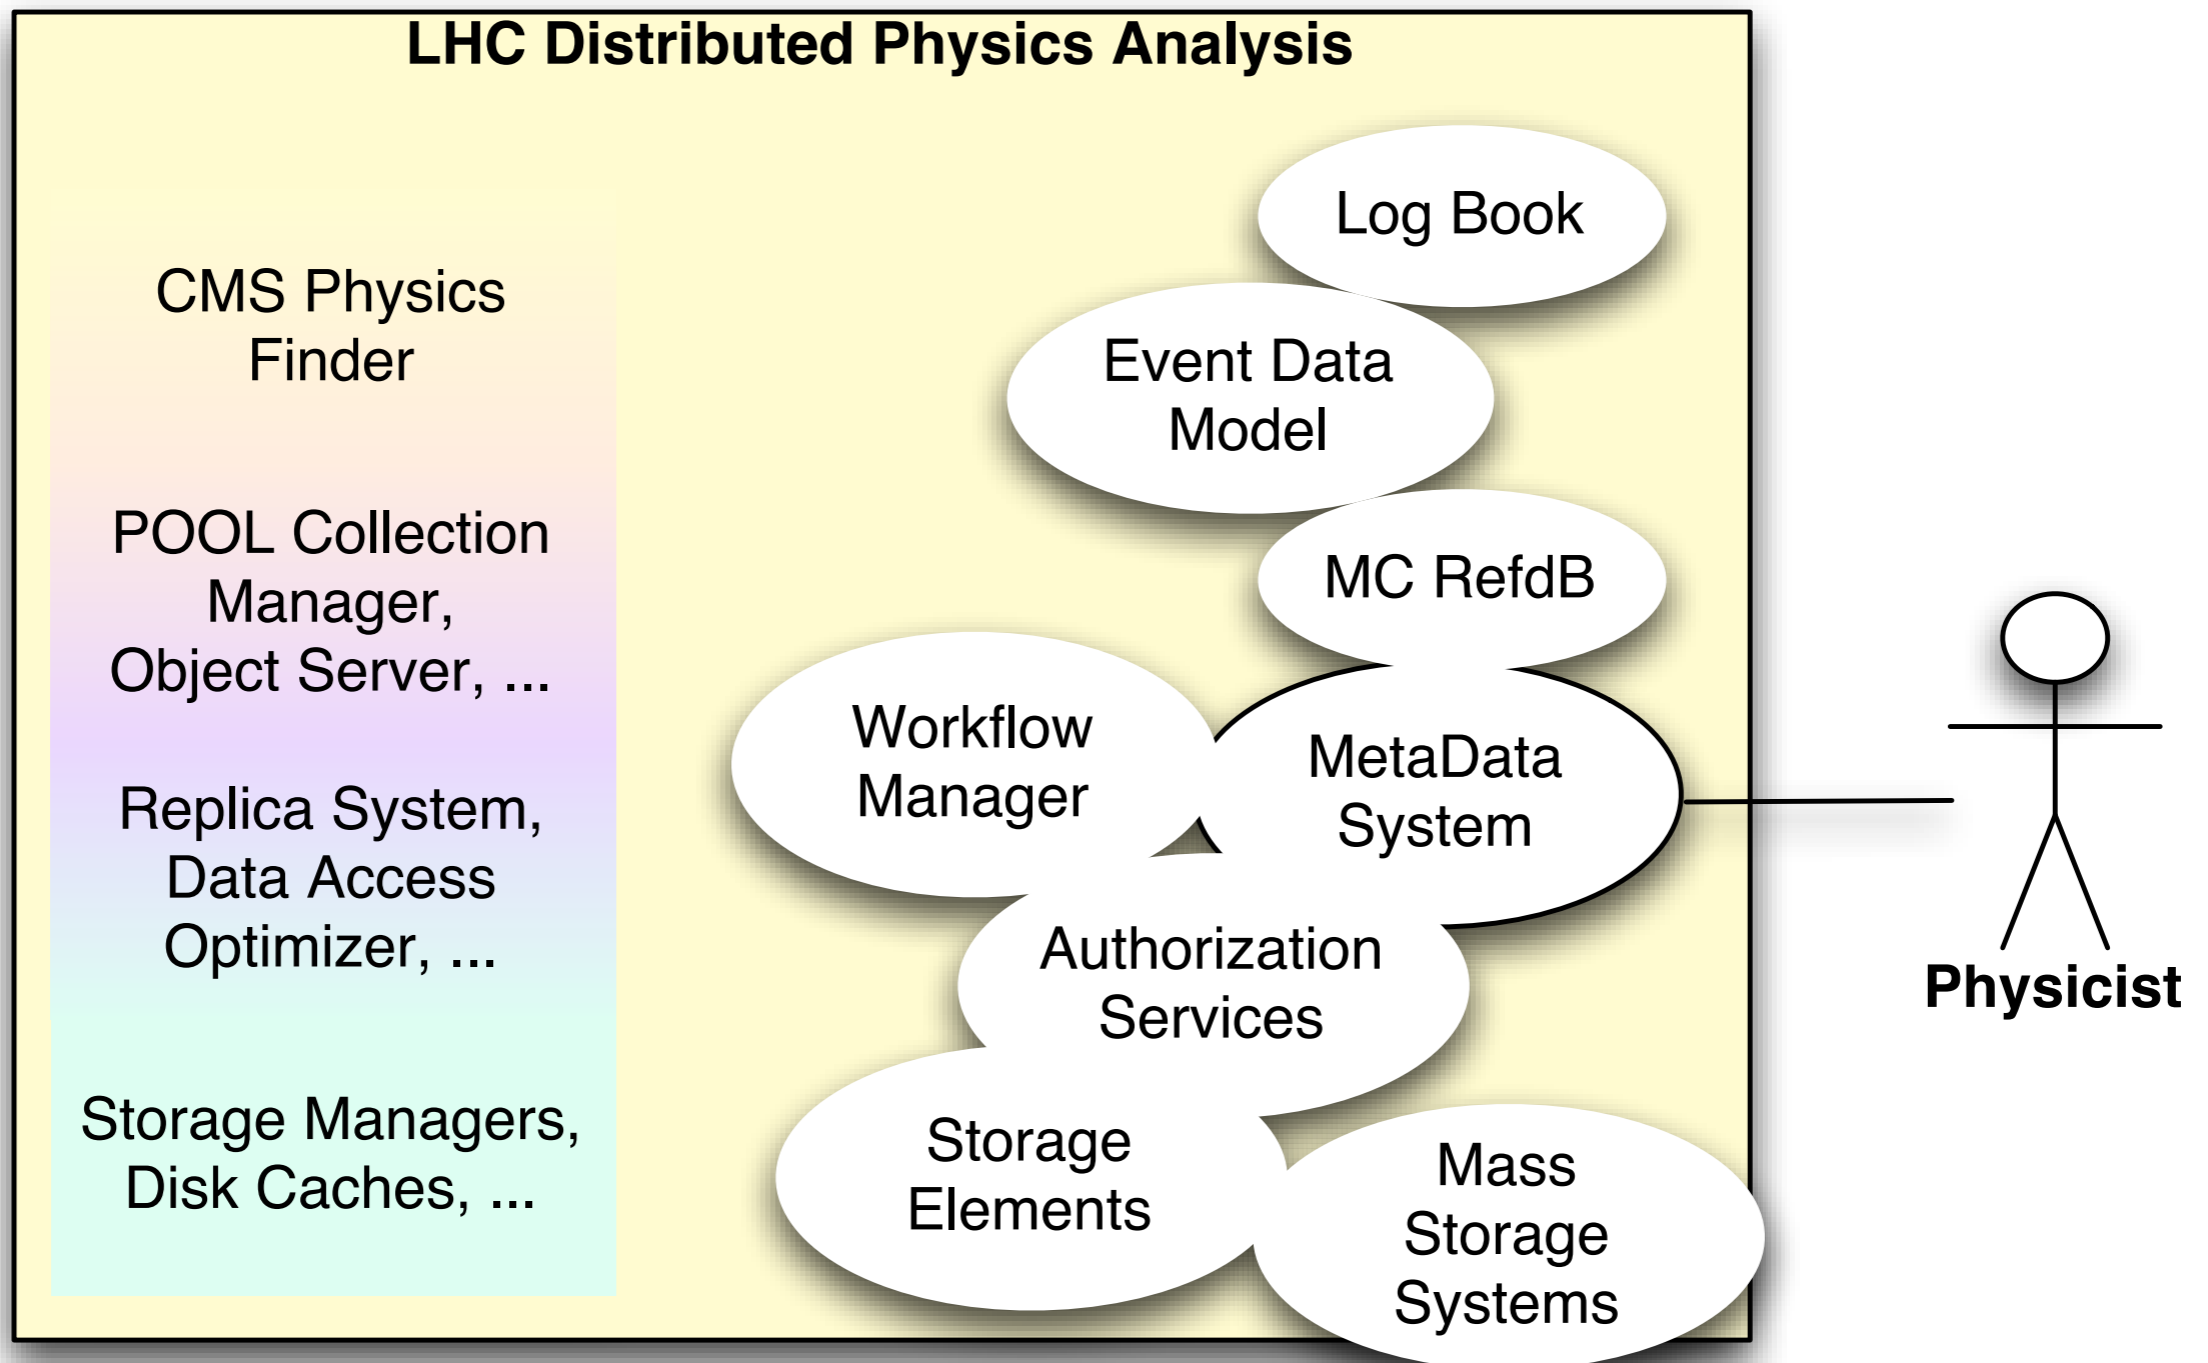 LHC Distributed Physics Analysis
CMS Physics
Finder
POOL Collection
Manager,
Object Server, ...
Replica System,
Data Access
Optimizer, ...
Storage Managers,
Disk Caches, ...
Log Book
Event Data
Model
MC RefdB
Workflow
Manager
MetaData
System
Authorization
Services
Storage
Elements
Mass
Storage
Systems
Physicist